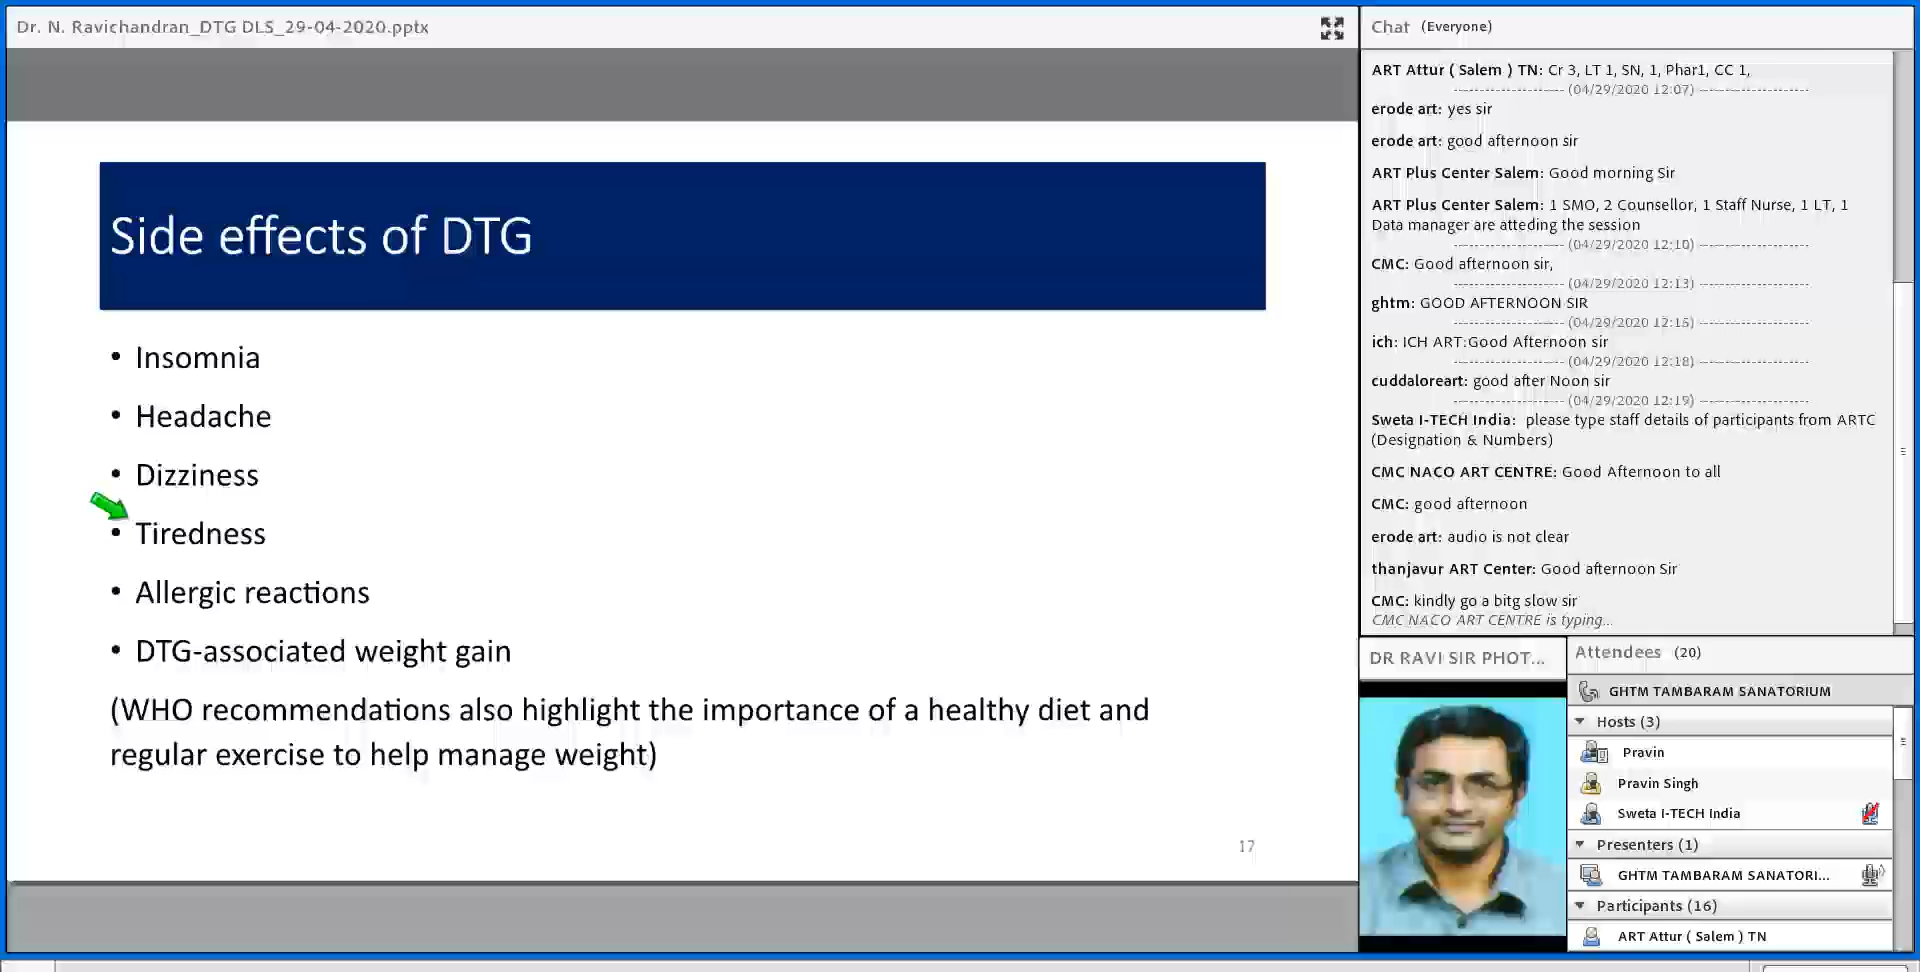 Dr. N. Ravichandran_DTG DLS_29-04-2020.pptx
Side effects of DTG
• Insomnia
• Headache
• Dizziness
• Tiredness
• Allergic reactions
• DTG-associated weight gain
(WHO recommendations also highlight the importance of a healthy diet and
regular exercise to help manage weight)
17
Chat (Everyone)
ART Attur ( Salem ) TN: Cr 3, LT 1, SN, 1, Phar1, CC 1,
-------------------- (04/29/2020 12:07) --------------------
erode art: yes sir
erode art: good afternoon sir
ART Plus Center Salem: Good morning Sir
ART Plus Center Salem: 1 SMO, 2 Counsellor, 1 Staff Nurse, 1 LT, 1
Data manager are atteding the session
-------------------- (04/29/2020 12:10) --------------------
CMC: Good afternoon sir,
-------------------- (04/29/2020 12:13) --------------------
ghtm: GOOD AFTERNOON SIR
-------------------- (04/29/2020 12:15) --------------------
ich: ICH ART:Good Afternoon sir
-------------------- (04/29/2020 12:18) --------------------
cuddaloreart: good after Noon sir
-------------------- (04/29/2020 12:19) --------------------
Sweta I-TECH India: please type staff details of participants from ARTC
(Designation & Numbers)
CMC NACO ART CENTRE: Good Afternoon to all
CMC: good afternoon
erode art: audio is not clear
thanjavur ART Center: Good afternoon Sir
CMC: kindly go a bitg slow sir
CMC NACO ART CENTRE is typing...
DR RAVI SIR PHOT...
Attendees (20)
GHTM TAMBARAM SANATORIUM
Hosts (3)
Pravin
Pravin Singh
Sweta I-TECH India
Presenters (1)
GHTM TAMBARAM SANATORI...
Participants (16)
ART Attur ( Salem ) TN